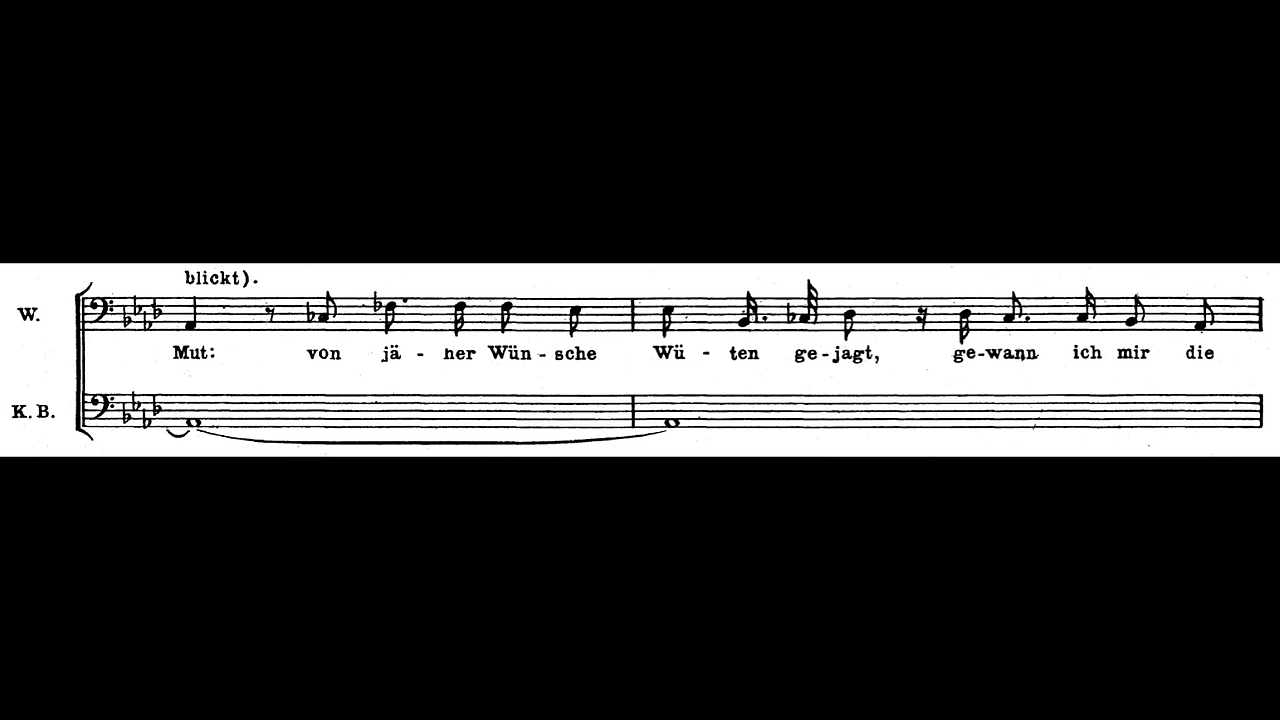 blickt).
W.
Mut: von jä - her Wün - sche Wü - ten ge - jagt, ge - wann ich mir die
K. B.